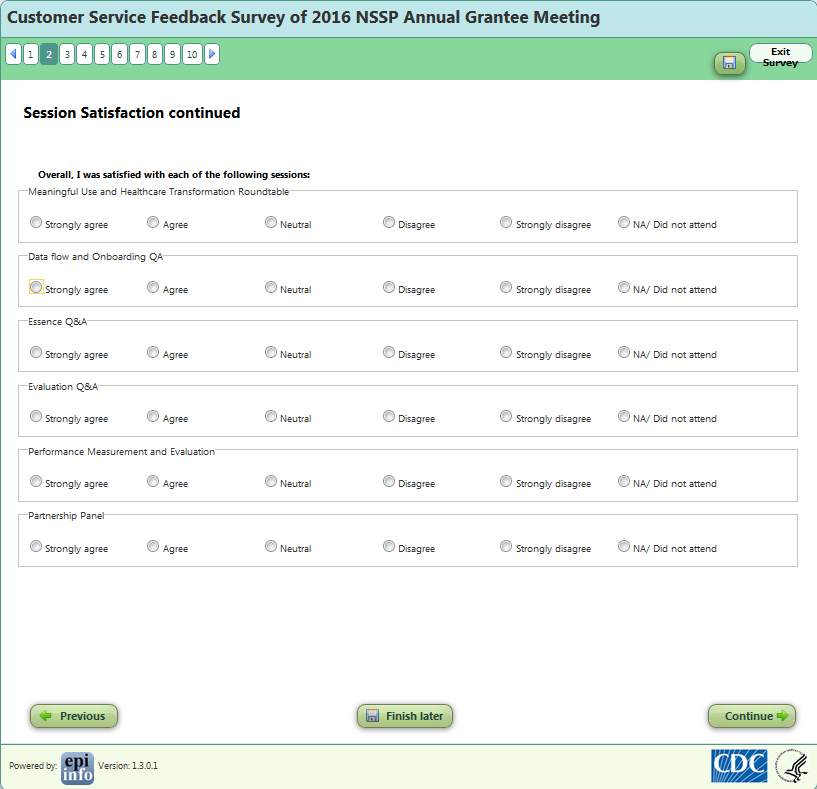 Customer Service Feedback Survey of 2016 NSSP Annual Grantee Meeting
1 2 3 4 5 6 7 8 9 10
Exit
Survey
Session Satisfaction continued
Overall, I was satisfied with each of the following sessions:
Meaningful Use and Healthcare Transformation Roundtable
Strongly agree Agree Neutral Disagree Strongly disagree NA/ Did not attend
Data flow and Onboarding QA
Strongly agree Agree Neutral Disagree Strongly disagree NA/ Did not attend
Essence Q&A
Strongly agree Agree Neutral Disagree Strongly disagree NA/ Did not attend
Evaluation Q&A
Strongly agree Agree Neutral Disagree Strongly disagree NA/ Did not attend
Performance Measurement and Evaluation
Strongly agree Agree Neutral Disagree Strongly disagree NA/ Did not attend
Partnership Panel
Strongly agree Agree Neutral Disagree Strongly disagree NA/ Did not attend
Previous Finish later Continue
Powered by: epi info Version: 1.3.0.1 CDC